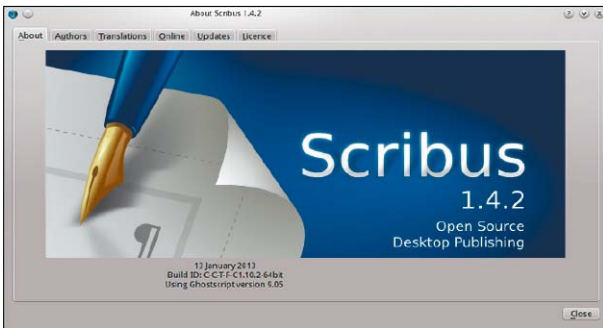 About Scribus 1.4.2
About Authors Translations Online Updates Licence
Scribus
1.4.2
Open Source
Desktop Publishing
13 January 2013
Build ID: C-C-T-F-C1.10.2-64bit
Using Ghostscript version 9.05
Close